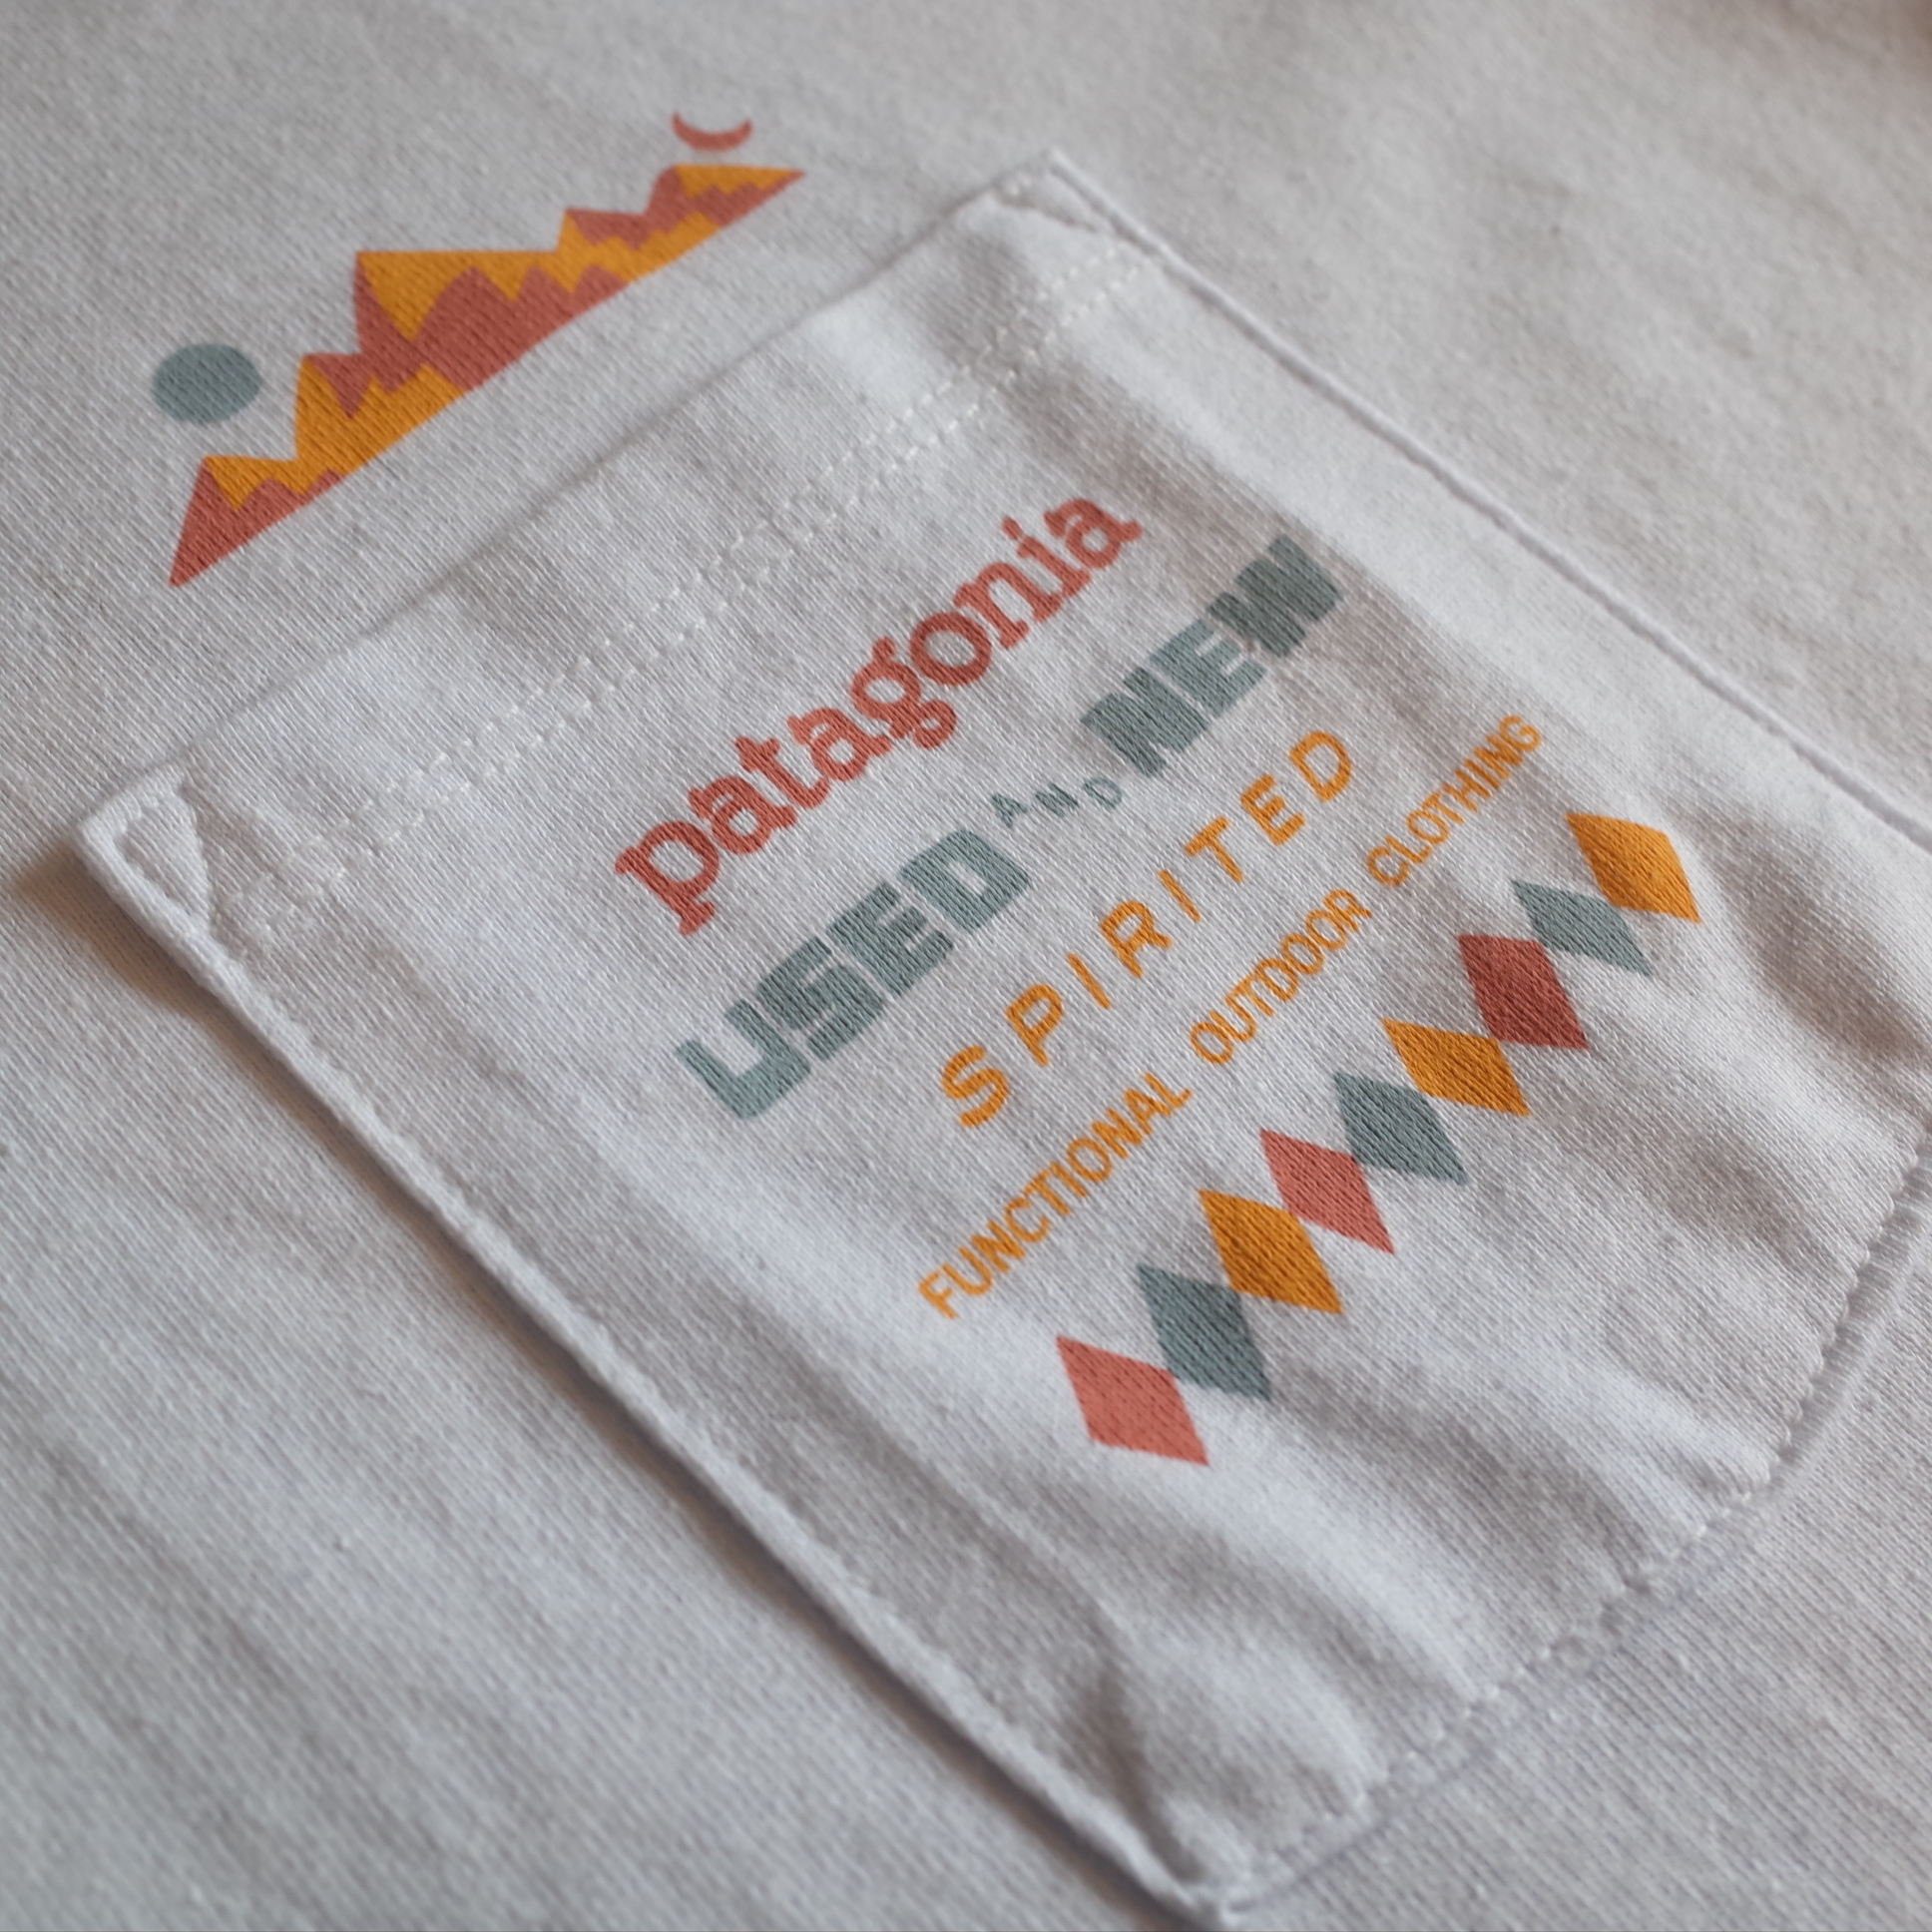 patagonia
USED AND NEW
SPIRITED
FUNCTIONAL OUTDOOR CLOTHING